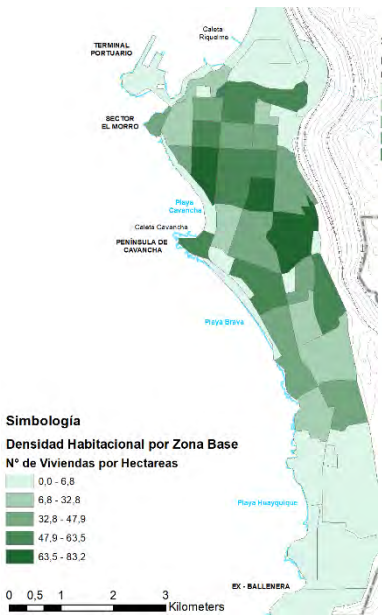 Caleta
Riquelme
TERMINAL
PORTUARIO
SECTOR
EL MORRO
Playa
Cavancha
Caleta Cavancha
PENÍNSULA DE
CAVANCHA
Playa Brava
Simbología
Densidad Habitacional por Zona Base
N° de Viviendas por Hectareas
0,0 - 6,8
6,8 - 32,8
32,8 - 47,9
47,9 - 63,5
63,5 - 83,2
Playa Huayquique
EX - BALLENERA
0 0,5 1 2 3
Kilometers